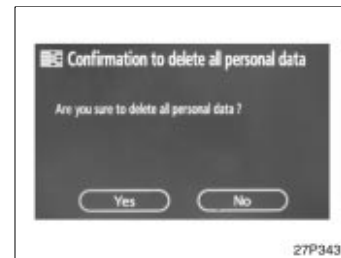 Confirmation to delete all personal data
Are you sure to delete all personal data ?
Yes
No
27P343